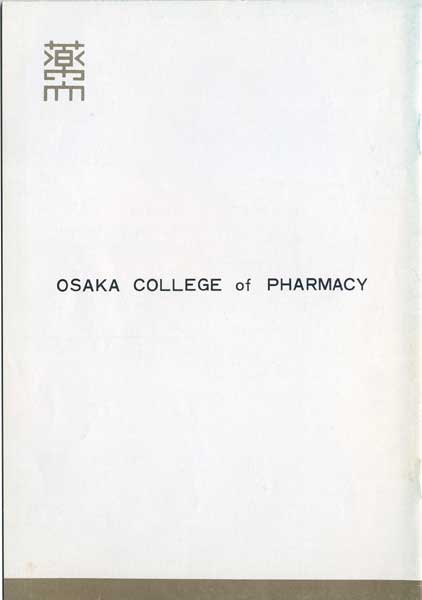 薬
OSAKA COLLEGE of PHARMACY